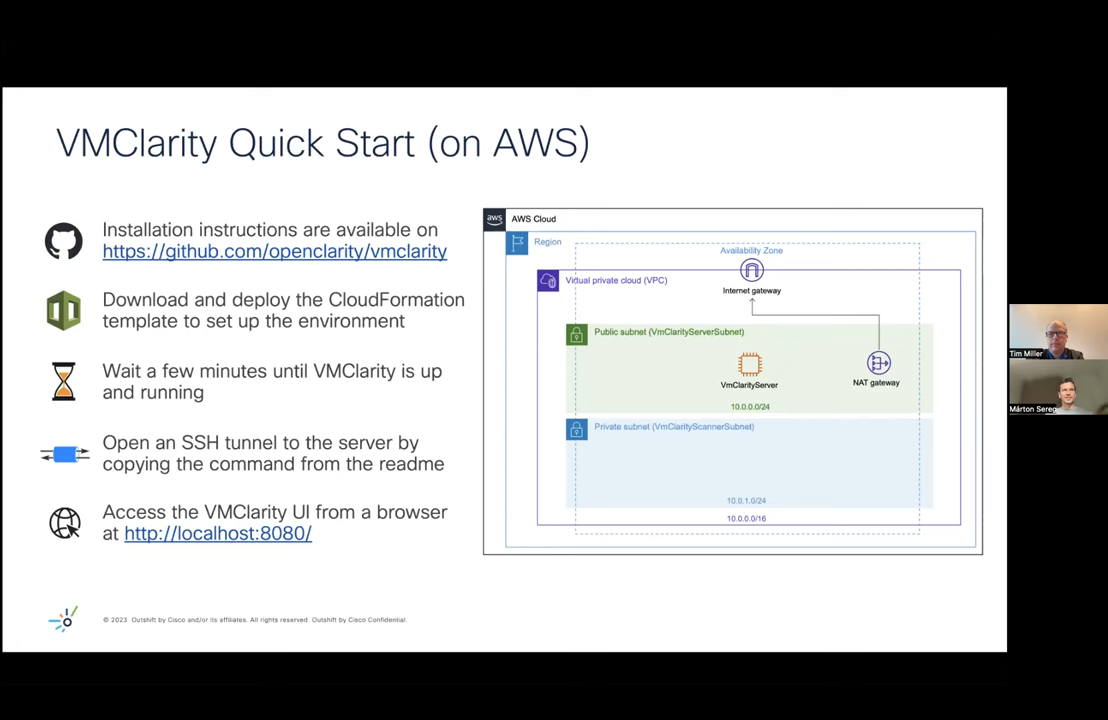 VMClarity Quick Start (on AWS)
Installation instructions are available on
https://github.com/openclarity/vmclarity
Download and deploy the CloudFormation
template to set up the environment
Wait a few minutes until VMClarity is up
and running
Open an SSH tunnel to the server by
copying the command from the readme
Access the VMClarity UI from a browser
at http://localhost:8080/
aws
AWS Cloud
Region
Availability Zone
Internet gateway
Virtual private cloud (VPC)
Public subnet (VmClarityServerSubnet)
VmClarityServer
NAT gateway
10.0.0.0/24
Private subnet (VmClarityScannerSubnet)
10.0.1.0/24
10.0.0.0/16
© 2023 Outshift by Cisco and/or its affiliates. All rights reserved. Outshift by Cisco Confidential.
Tim Miller
Márton Sereg